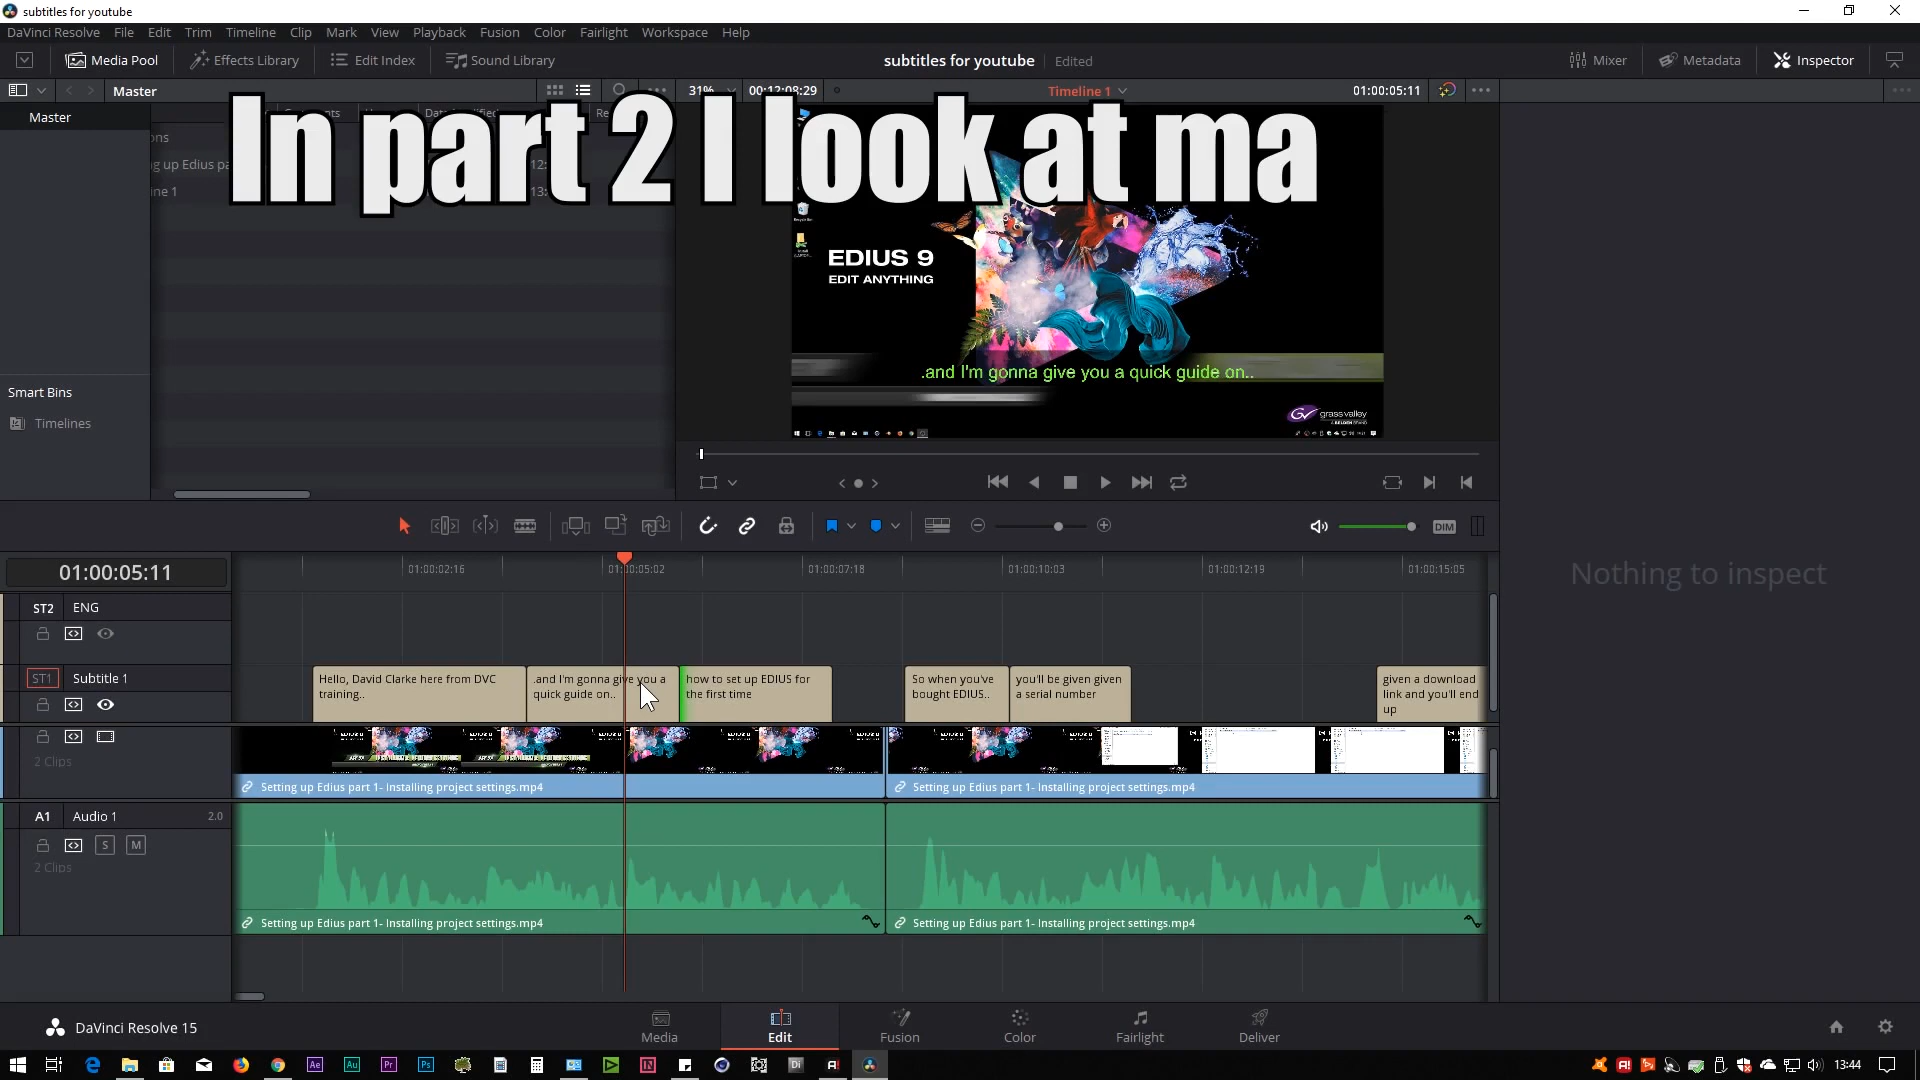 subtitles for youtube
DaVinci Resolve File Edit Trim Timeline Clip Mark View Playback Fusion Color Fairlight Workspace Help
Media Pool Effects Library Edit Index Sound Library subtitles for youtube Edited Mixer Metadata Inspector
Master 31% 00:12:08:29 Timeline 1 01:00:05:11
In part 2 I look at ma
Master
ine 1
Smart Bins
Timelines
EDIUS 9
EDIT ANYTHING
.and I'm gonna give you a quick guide on..
GV grass valley
A BELDEN BRAND
DIM
Nothing to inspect
01:00:05:11
01:00:02:16 01:00:05:02 01:00:07:18 01:00:10:03 01:00:12:19 01:00:15:05
ST2 ENG
ST1 Subtitle 1
Hello, David Clarke here from DVC
training..
.and I'm gonna give you a
quick guide on..
how to set up EDIUS for
the first time
So when you've
bought EDIUS..
you'll be given given
a serial number
given a download
link and you'll end
up
2 Clips
Setting up Edius part 1- Installing project settings.mp4
Setting up Edius part 1- Installing project settings.mp4
A1 Audio 1 2.0
S M
2 Clips
Setting up Edius part 1- Installing project settings.mp4
Setting up Edius part 1- Installing project settings.mp4
DaVinci Resolve 15
Media Edit Fusion Color Fairlight Deliver
Ae Au Pr Ps Di A! 13:44